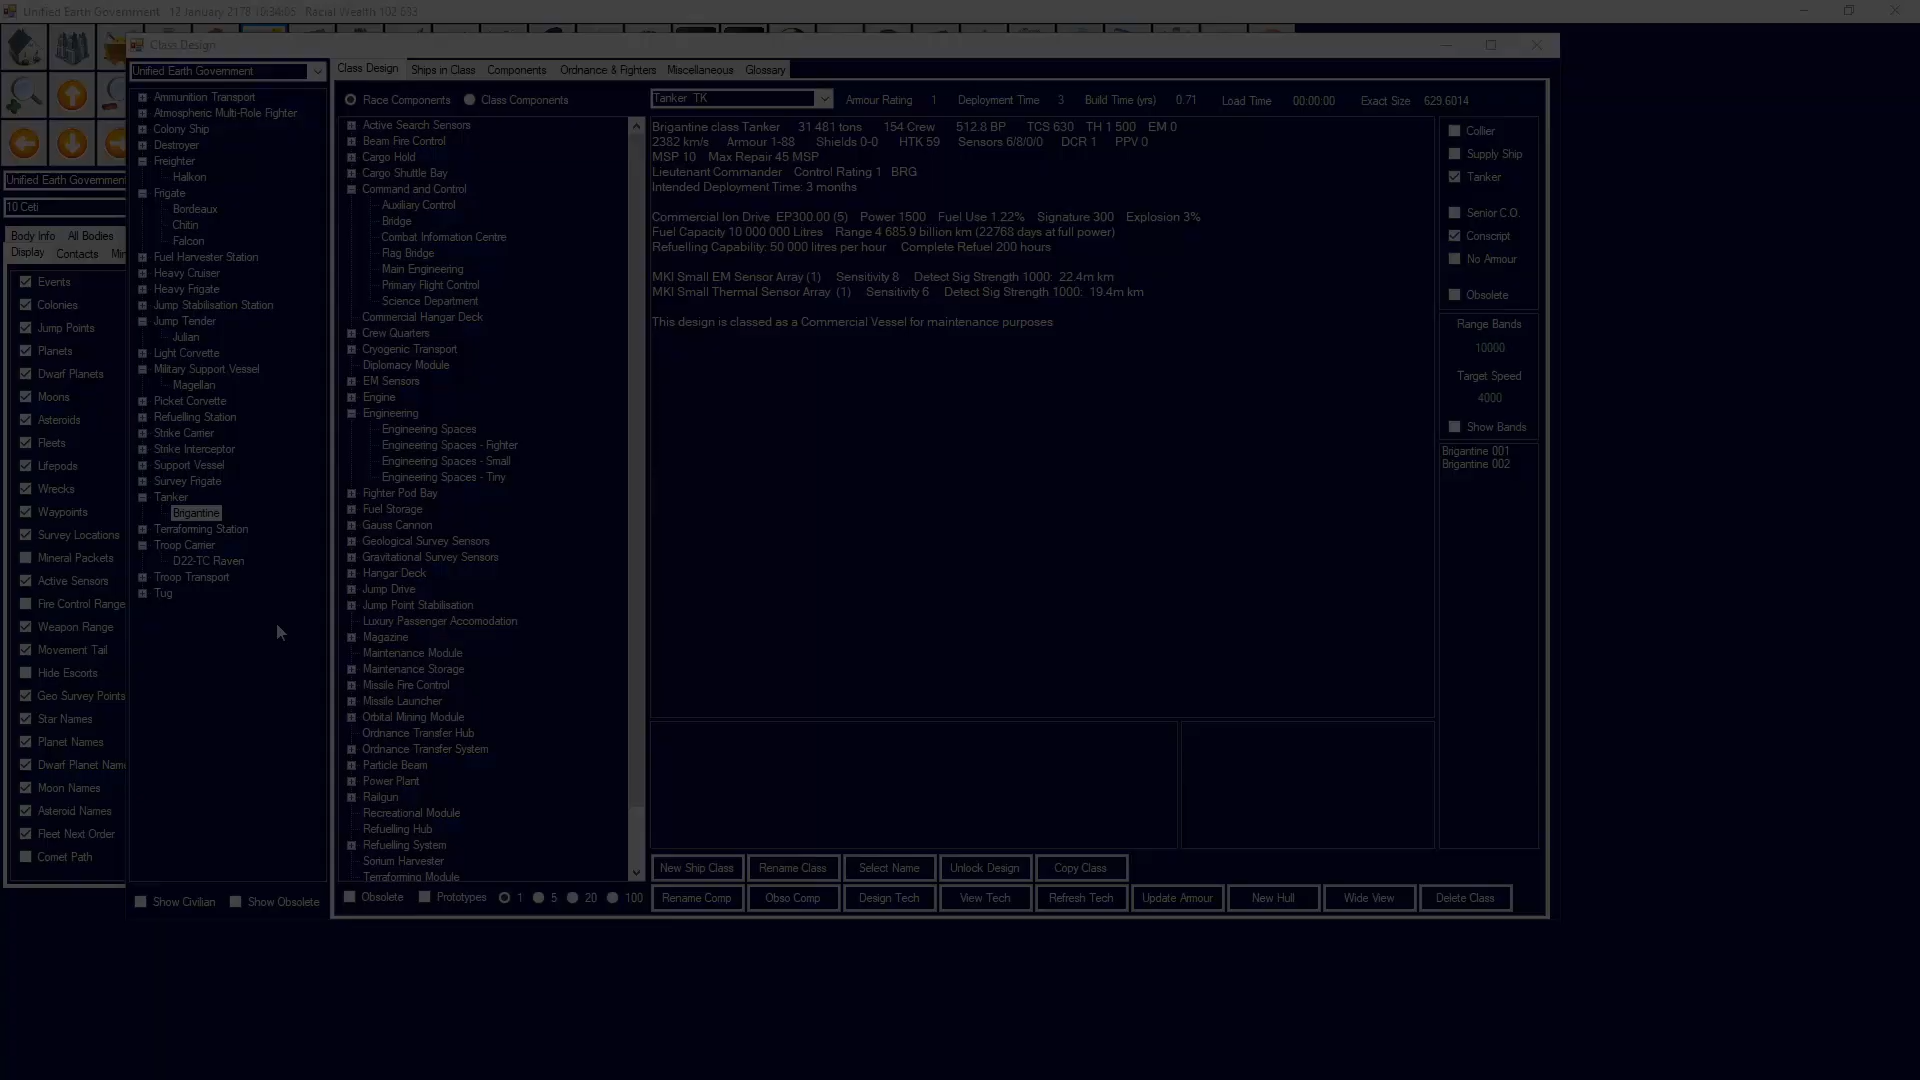 Unified Earth Government   12 January 2178 10:34:05   Racial Wealth 102 693
Class Design
Unified Earth Government
Class Design   Ships in Class   Components   Ordnance & Fighters   Miscellaneous   Glossary
Race Components   Class Components
Tanker  TK
Armour Rating   1   Deployment Time   3   Build Time (yrs)   0.71   Load Time   00:00:00   Exact Size   629.6014
Unified Earth Government
10 Ceti
Body Info   All Bodies
Display   Contacts   Min
Events
Colonies
Jump Points
Planets
Dwarf Planets
Moons
Asteroids
Fleets
Lifepods
Wrecks
Waypoints
Survey Locations
Mineral Packets
Active Sensors
Fire Control Range
Weapon Range
Movement Tail
Hide Escorts
Geo Survey Points
Star Names
Planet Names
Dwarf Planet Nam
Moon Names
Asteroid Names
Fleet Next Order
Comet Path
Ammunition Transport
Atmospheric Multi-Role Fighter
Colony Ship
Destroyer
Freighter
Halkon
Frigate
Bordeaux
Chitin
Falcon
Fuel Harvester Station
Heavy Cruiser
Heavy Frigate
Jump Stabilisation Station
Jump Tender
Julian
Light Corvette
Military Support Vessel
Magellan
Picket Corvette
Refuelling Station
Strike Carrier
Strike Interceptor
Support Vessel
Survey Frigate
Tanker
Brigantine
Terraforming Station
Troop Carrier
D22-TC Raven
Troop Transport
Tug
Show Civilian   Show Obsolete
Active Search Sensors
Beam Fire Control
Cargo Hold
Cargo Shuttle Bay
Command and Control
Auxiliary Control
Bridge
Combat Information Centre
Flag Bridge
Main Engineering
Primary Flight Control
Science Department
Commercial Hangar Deck
Crew Quarters
Cryogenic Transport
Diplomacy Module
EM Sensors
Engine
Engineering
Engineering Spaces
Engineering Spaces - Fighter
Engineering Spaces - Small
Engineering Spaces - Tiny
Fighter Pod Bay
Fuel Storage
Gauss Cannon
Geological Survey Sensors
Gravitational Survey Sensors
Hangar Deck
Jump Drive
Jump Point Stabilisation
Luxury Passenger Accomodation
Magazine
Maintenance Module
Maintenance Storage
Missile Fire Control
Missile Launcher
Orbital Mining Module
Ordnance Transfer Hub
Ordnance Transfer System
Particle Beam
Power Plant
Railgun
Recreational Module
Refuelling Hub
Refuelling System
Sorium Harvester
Terraforming Module
Obsolete   Prototypes   1   5   20   100
Brigantine class Tanker   31 481 tons   154 Crew   512.8 BP   TCS 630   TH 1 500   EM 0
2382 km/s   Armour 1-88   Shields 0-0   HTK 59   Sensors 6/8/0/0   DCR 1   PPV 0
MSP 10   Max Repair 45 MSP
Lieutenant Commander   Control Rating 1   BRG
Intended Deployment Time: 3 months
Commercial Ion Drive  EP300.00 (5)   Power 1500   Fuel Use 1.22%   Signature 300   Explosion 3%
Fuel Capacity 10 000 000 Litres   Range 4 685.9 billion km (22768 days at full power)
Refuelling Capability: 50 000 litres per hour   Complete Refuel 200 hours
MKI Small EM Sensor Array (1)   Sensitivity 8   Detect Sig Strength 1000:  22.4m km
MKI Small Thermal Sensor Array  (1)   Sensitivity 6   Detect Sig Strength 1000:  19.4m km
This design is classed as a Commercial Vessel for maintenance purposes
Collier
Supply Ship
Tanker
Senior C.O.
Conscript
No Armour
Obsolete
Range Bands
10000
Target Speed
4000
Show Bands
Brigantine 001
Brigantine 002
New Ship Class   Rename Class   Select Name   Unlock Design   Copy Class
Rename Comp   Obso Comp   Design Tech   View Tech   Refresh Tech   Update Armour   New Hull   Wide View   Delete Class